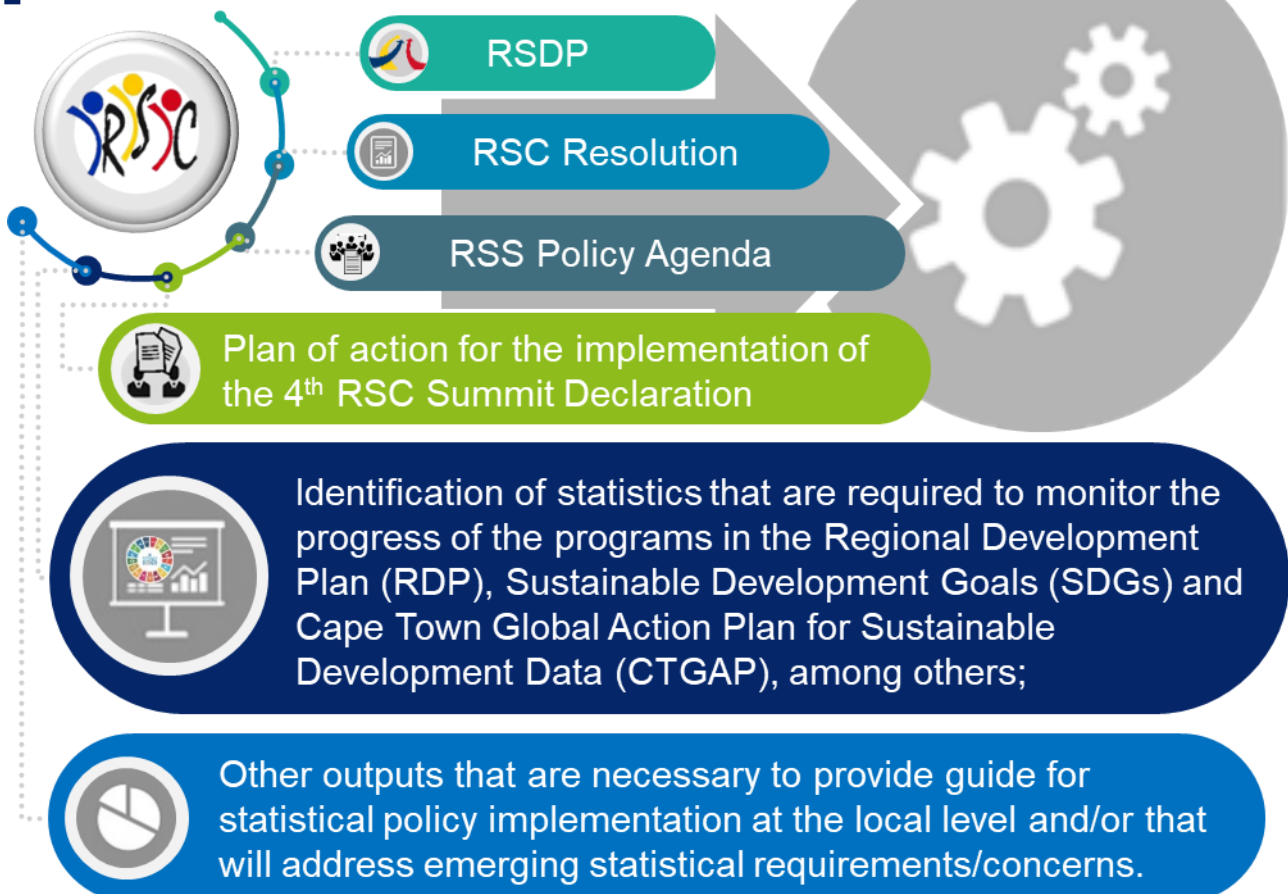 RSSC
RSDP
RSC Resolution
RSS Policy Agenda
Plan of action for the implementation of
the 4th RSC Summit Declaration
Identification of statistics that are required to monitor the
progress of the programs in the Regional Development
Plan (RDP), Sustainable Development Goals (SDGs) and
Cape Town Global Action Plan for Sustainable
Development Data (CTGAP), among others;
Other outputs that are necessary to provide guide for
statistical policy implementation at the local level and/or that
will address emerging statistical requirements/concerns.